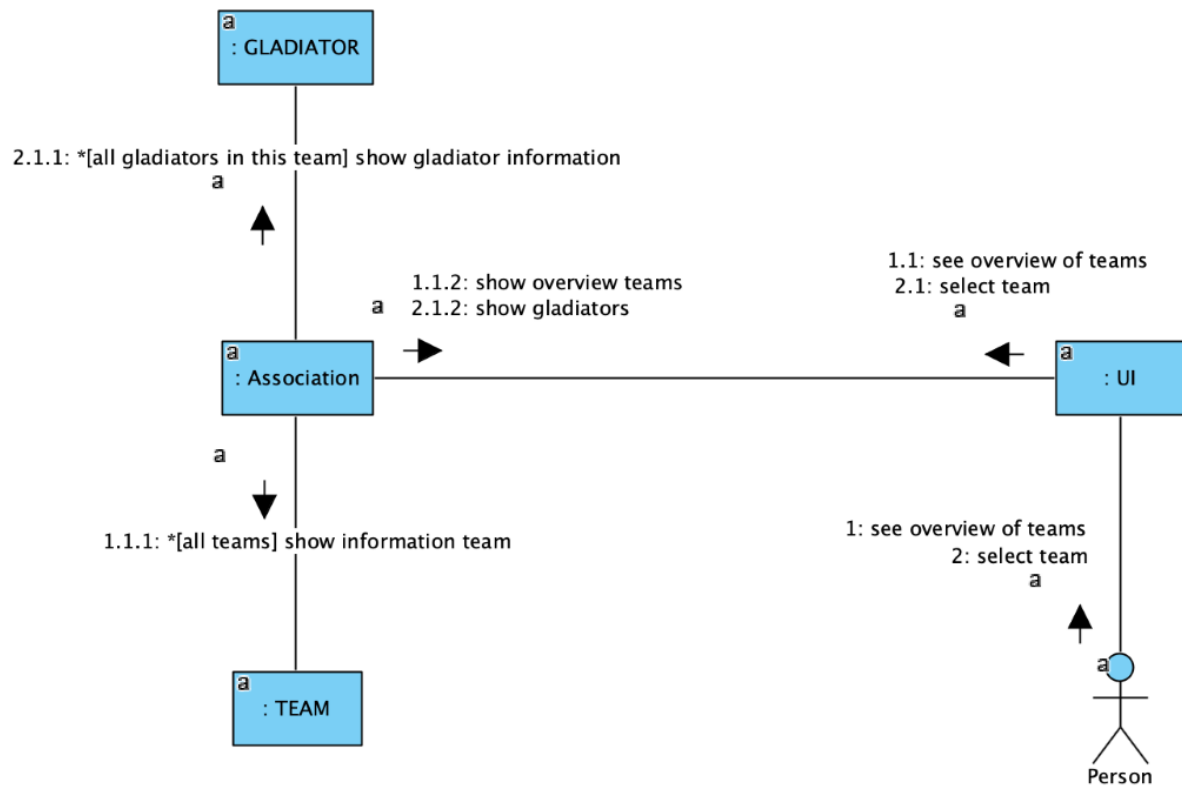 a
: GLADIATOR
2.1.1: *[all gladiators in this team] show gladiator information
a
1.1.2: show overview teams
a 2.1.2: show gladiators
1.1: see overview of teams
2.1: select team
a
a
: Association
a
: UI
a
1.1.1: *[all teams] show information team
1: see overview of teams
2: select team
a
a
: TEAM
a
Person